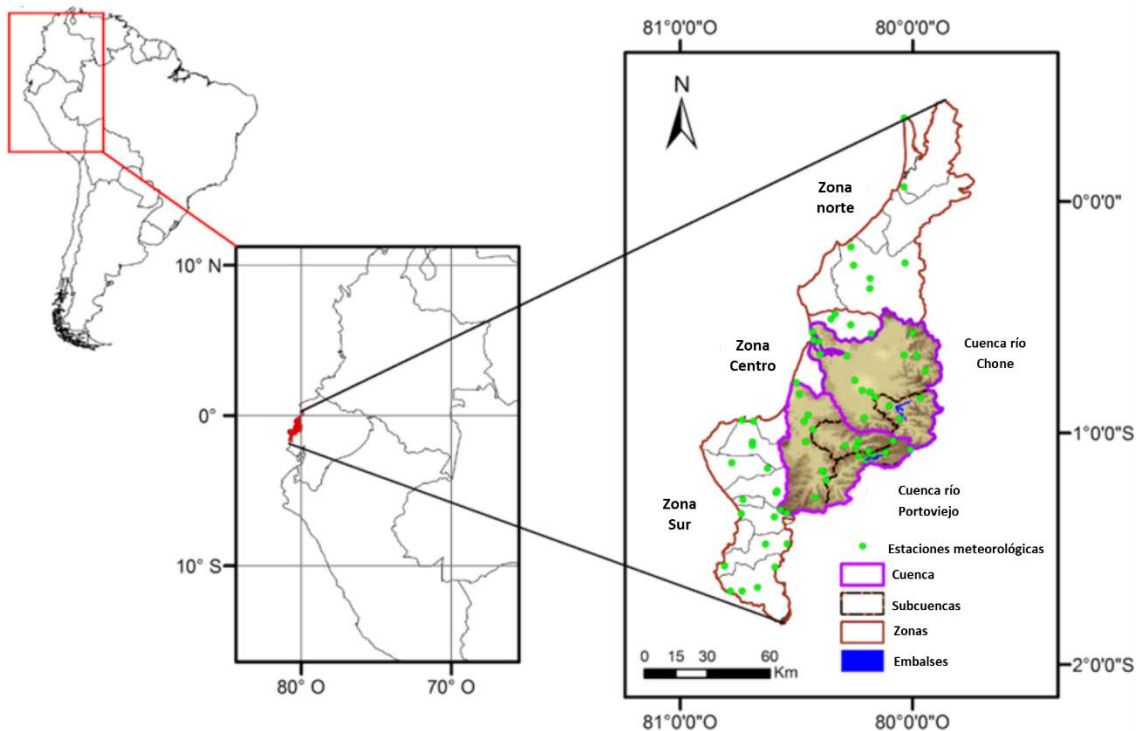 81°0'0"O
80°0'0"O
N
Zona
norte
0°0'0"
10° N
Zona
Centro
Cuenca río
Chone
0°
1°0'0"S
Zona
Sur
Cuenca río
Portoviejo
Estaciones meteorológicas
Cuenca
10° S
Subcuencas
Zonas
Embalses
0 15 30 60
Km
2°0'0"S
80° O
70° O
81°0'0"O
80°0'0"O